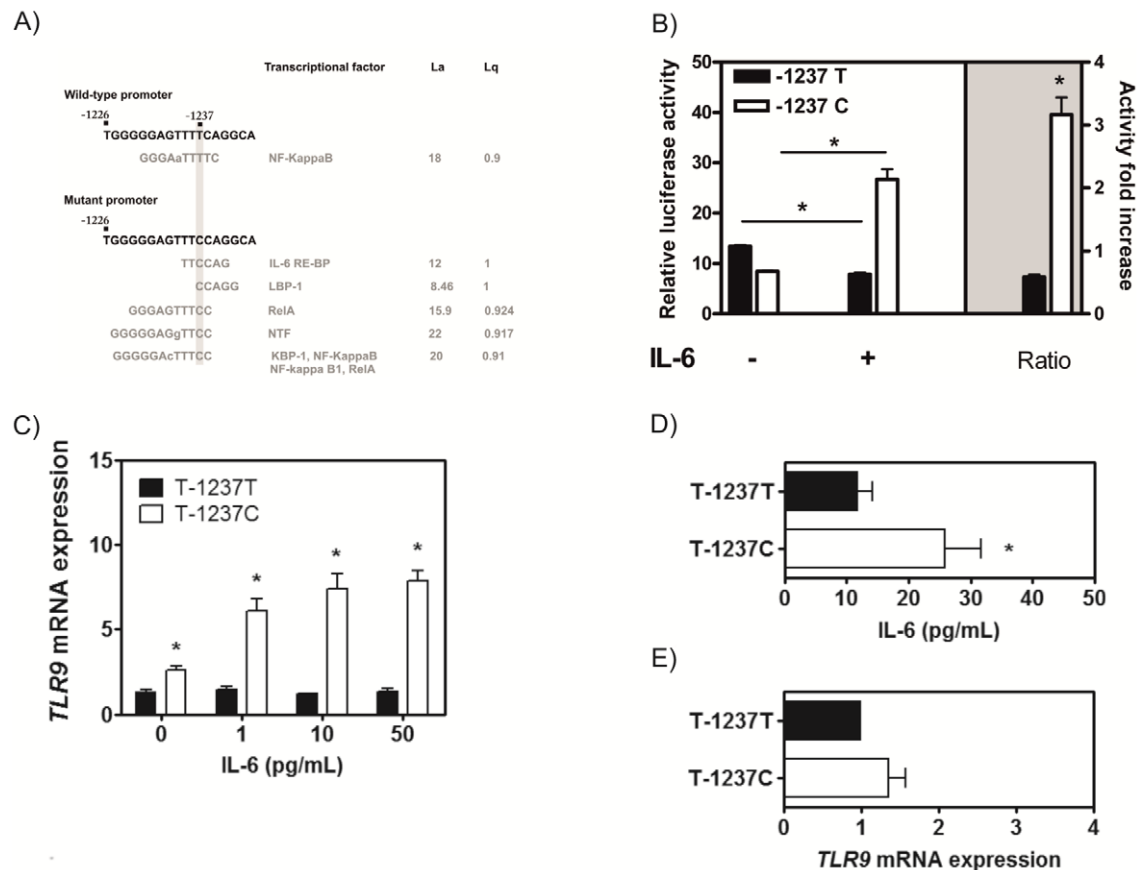 A)
Transcriptional factor La Lq
Wild-type promoter
-1226 -1237
TGGGGGAGTTTTCAGGCA
GGGAaTTTTC NF-KappaB 18 0.9
Mutant promoter
-1226
TGGGGGAGTTTCCAGGCA
TTCCAG IL-6 RE-BP 12 1
CCAGG LBP-1 8.46 1
GGGAGTTTCC RelA 15.9 0.924
GGGGGAGgTTCC NTF 22 0.917
GGGGGAcTTTCC KBP-1, NF-KappaB 20 0.91
NF-kappa B1, RelA
B)
Relative luciferase activity
50
40
30
20
10
0
-1237 T
-1237 C
*
*
*
4
3
2
1
0
Activity fold increase
IL-6 - + Ratio
C)
TLR9 mRNA expression
15
10
5
0
T-1237T
T-1237C
* * * *
0 1 10 50
IL-6 (pg/mL)
D)
T-1237T
T-1237C *
0 10 20 30 40 50
IL-6 (pg/mL)
E)
T-1237T
T-1237C
0 1 2 3 4
TLR9 mRNA expression